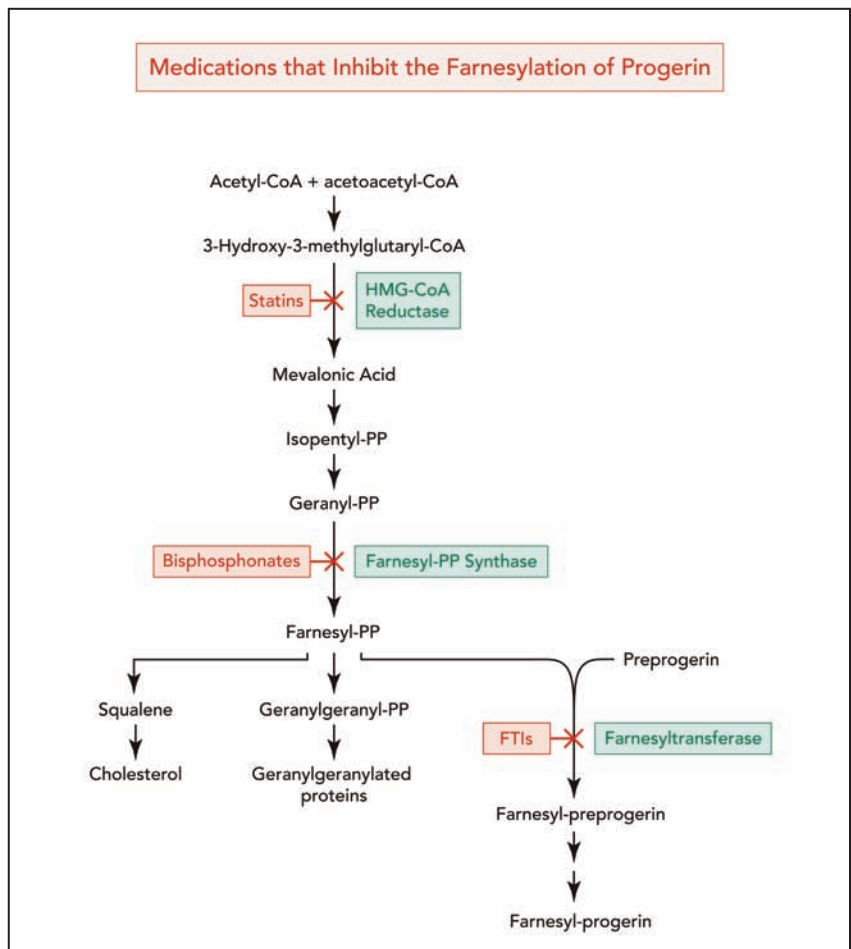 Medications that Inhibit the Farnesylation of Progerin
Acetyl-CoA + acetoacetyl-CoA
3-Hydroxy-3-methylglutaryl-CoA
Statins
HMG-CoA
Reductase
Mevalonic Acid
Isopentyl-PP
Geranyl-PP
Bisphosphonates
Farnesyl-PP Synthase
Farnesyl-PP
Preprogerin
Squalene
Geranylgeranyl-PP
FTIs
Farnesyltransferase
Cholesterol
Geranylgeranylated
proteins
Farnesyl-preprogerin
Farnesyl-progerin